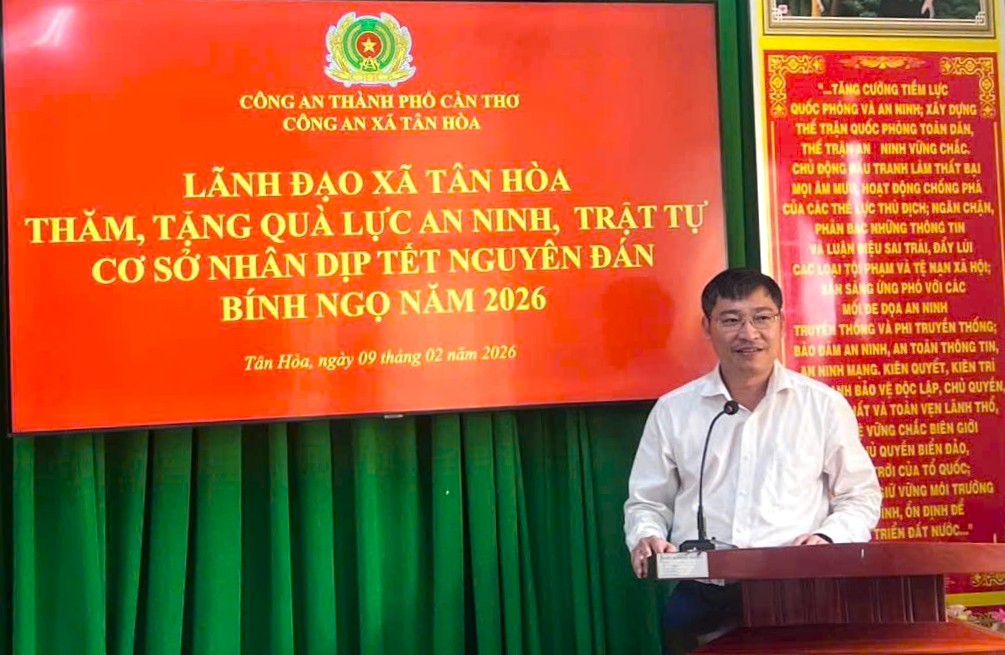 CÔNG AN THÀNH PHỐ CẦN THƠ
CÔNG AN XÃ TÂN HÒA
LÃNH ĐẠO XÃ TÂN HÒA
THĂM, TẶNG QUÀ LỰC AN NINH, TRẬT TỰ
CƠ SỞ NHÂN DỊP TẾT NGUYÊN ĐÁN
BÍNH NGỌ NĂM 2026
Tân Hòa, ngày 09 tháng 02 năm 2026
"...TĂNG CƯỜNG TIỀM LỰC
QUỐC PHÒNG VÀ AN NINH; XÂY DỰNG
THẾ TRẬN QUỐC PHÒNG TOÀN DÂN,
THẾ TRẬN AN NINH VỮNG CHẮC.
CHỦ ĐỘNG ĐẤU TRANH LÀM THẤT BẠI
MỌI ÂM MƯU, HOẠT ĐỘNG CHỐNG PHÁ
CỦA CÁC THẾ LỰC THÙ ĐỊCH; NGĂN CHẶN,
PHẢN BÁC NHỮNG THÔNG TIN
VÀ LUẬN ĐIỆU SAI TRÁI, ĐẨY LÙI
CÁC LOẠI TỘI PHẠM VÀ TỆ NẠN XÃ HỘI;
SẴN SÀNG ỨNG PHÓ VỚI CÁC
MỐI ĐE DỌA AN NINH
TRUYỀN THỐNG VÀ PHI TRUYỀN THỐNG;
BẢO ĐẢM AN NINH, AN TOÀN THÔNG TIN,
AN NINH MẠNG. KIÊN QUYẾT, KIÊN TRÌ
BẢO VỆ ĐỘC LẬP, CHỦ QUYỀN,
VÀ TOÀN VẸN LÃNH THỔ,
VỮNG CHẮC BIÊN GIỚI
QUYỀN BIỂN ĐẢO,
CỦA TỔ QUỐC;
GIỮ VỮNG MÔI TRƯỜNG
ỔN ĐỊNH ĐỂ
TRIỂN ĐẤT NƯỚC..."